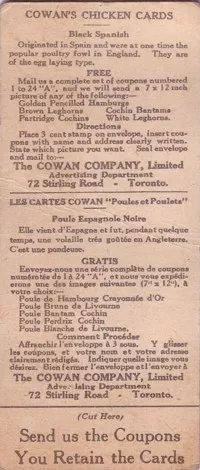 COWAN'S CHICKEN CARDS
Black Spanish
Originated in Spain and were at one time the
popular poultry fowl in England. They are
of the egg laying type.
FREE
Mail us a complete set of coupons numbered
1 to 24 "A", and we will send a 7 x 12 inch
picture of any of the following:—
Golden Pencilled Hamburgs
Brown Leghorns Cochin Bantams
Partridge Cochins White Leghorns.
Directions
Place 3 cent stamp on envelope, insert cou-
pons with name and address clearly written.
State which picture you want. Seal envelope
and mail to—
The COWAN COMPANY, Limited
Advertising Department
72 Stirling Road - Toronto.
LES CARTES COWAN "Poules et Poulets"
Poule Espagnole Noire
Elle vient d'Espagne et fut, pendant quelque
temps, une volaille très goûtée en Angleterre.
C'est une pondeuse.
GRATIS
Envoyez-nous une série complète de coupons
numérotés de 1 à 24 "A", et nous vous expédi-
erons une des images suivantes (7" x 12"), à
votre choix:—
Poule de Hambourg Crayonnée d'Or
Poule Brune de Livourne
Poule Bantam Cochin
Poule Perdrix Cochin
Poule Blanche de Livourne.
Comment Procéder
Affranchir l'enveloppe à 3 sous. Y glisser
les coupons, et votre nom et votre adresse
clairement rédigés. Indiquer quelle image vous
désirez. Bien fermer l'enveloppe et l'envoyer à
The COWAN COMPANY, Limited
Advertising Department
72 Stirling Road - Toronto.
(Cut Here)
Send us the Coupons
You Retain the Cards